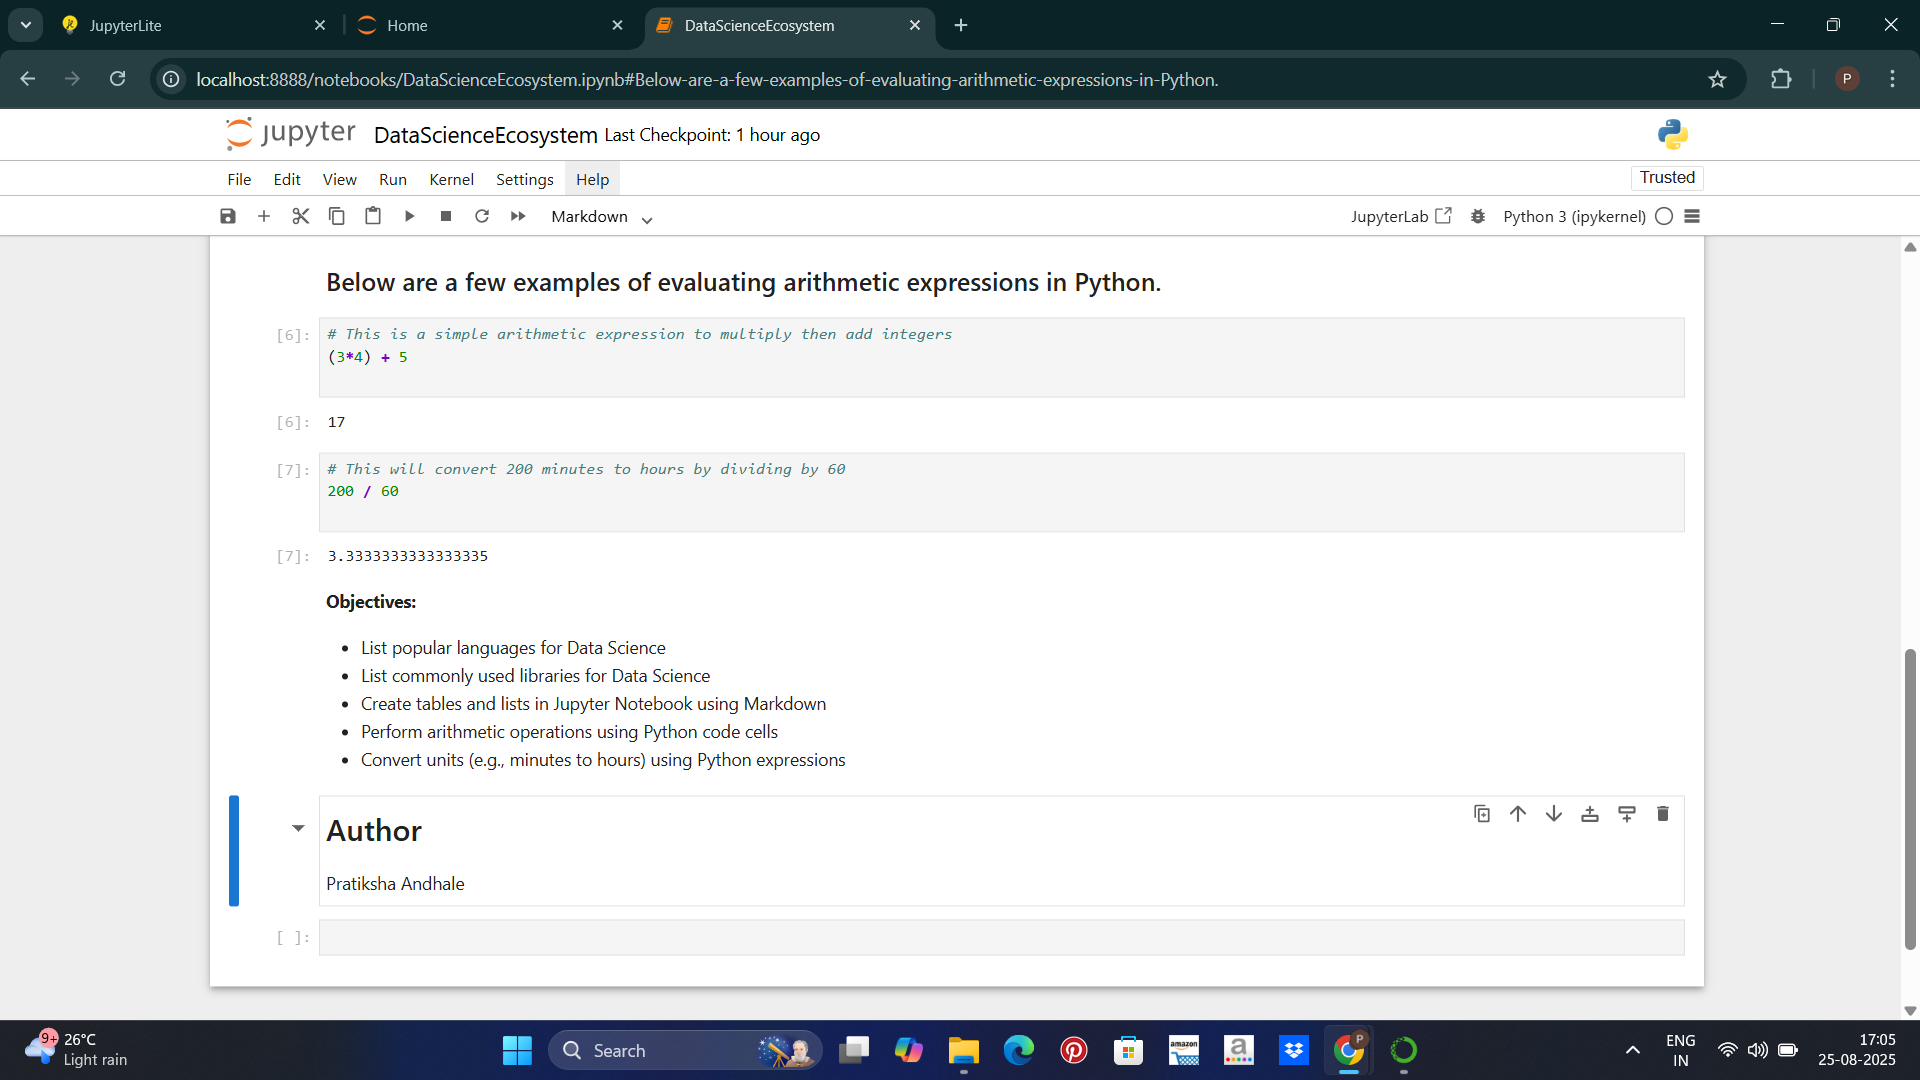 JupyterLite
Home
DataScienceEcosystem
localhost:8888/notebooks/DataScienceEcosystem.ipynb#Below-are-a-few-examples-of-evaluating-arithmetic-expressions-in-Python.
P
jupyter DataScienceEcosystem Last Checkpoint: 1 hour ago
File Edit View Run Kernel Settings Help
Trusted
Markdown
JupyterLab
Python 3 (ipykernel)
Below are a few examples of evaluating arithmetic expressions in Python.
[6]: # This is a simple arithmetic expression to multiply then add integers
(3*4) + 5
[6]: 17
[7]: # This will convert 200 minutes to hours by dividing by 60
200 / 60
[7]: 3.3333333333333335
Objectives:
• List popular languages for Data Science
• List commonly used libraries for Data Science
• Create tables and lists in Jupyter Notebook using Markdown
• Perform arithmetic operations using Python code cells
• Convert units (e.g., minutes to hours) using Python expressions
Author
Pratiksha Andhale
[ ]:
9+
26°C
Light rain
Search
amazon
a
P
ENG
IN
17:05
25-08-2025